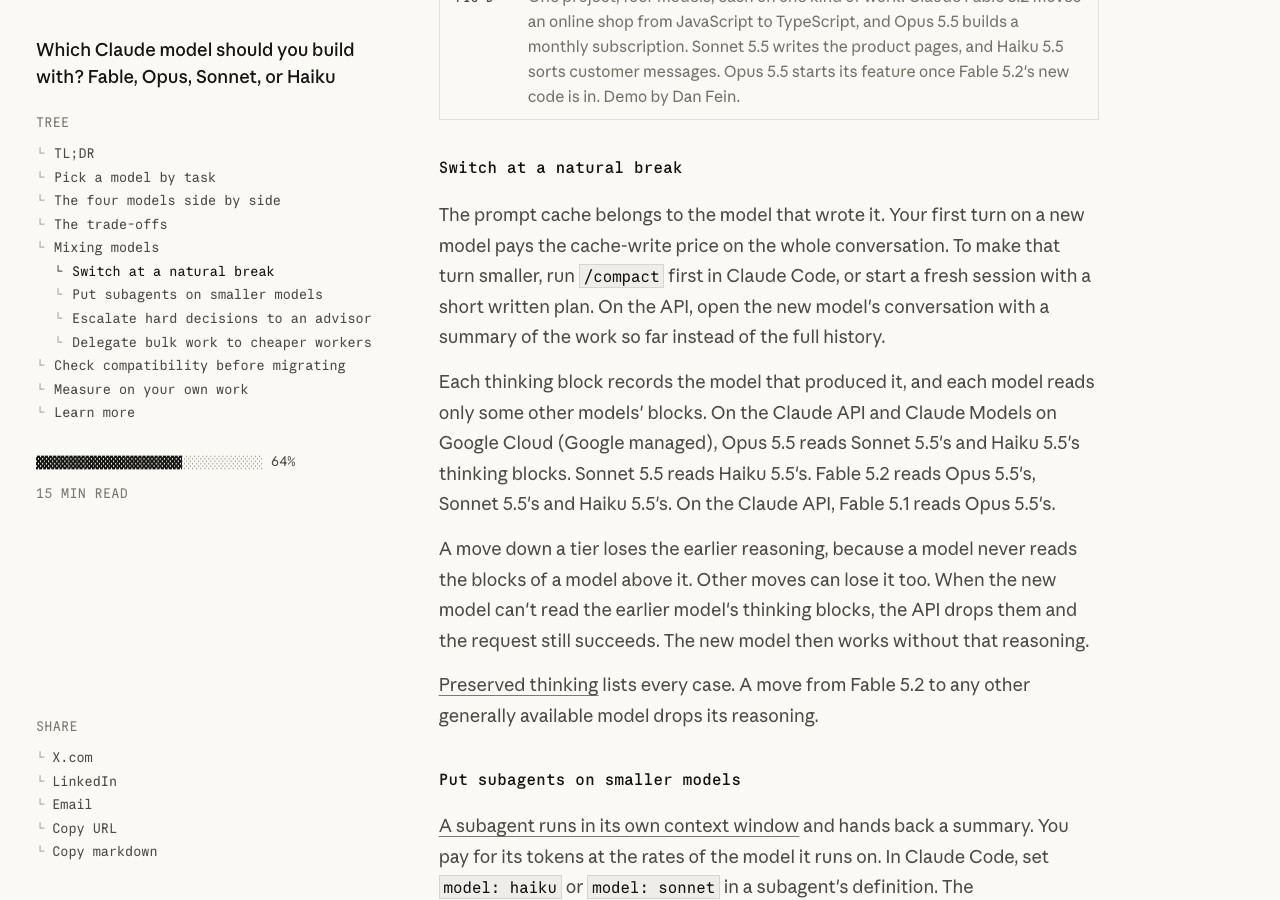 Which Claude model should you build
with? Fable, Opus, Sonnet, or Haiku
TREE
TL;DR
Pick a model by task
The four models side by side
The trade-offs
Mixing models
Switch at a natural break
Put subagents on smaller models
Escalate hard decisions to an advisor
Delegate bulk work to cheaper workers
Check compatibility before migrating
Measure on your own work
Learn more
64%
15 MIN READ
SHARE
X.com
LinkedIn
Email
Copy URL
Copy markdown
an online shop from JavaScript to TypeScript, and Opus 5.5 builds a
monthly subscription. Sonnet 5.5 writes the product pages, and Haiku 5.5
sorts customer messages. Opus 5.5 starts its feature once Fable 5.2's new
code is in. Demo by Dan Fein.
Switch at a natural break
The prompt cache belongs to the model that wrote it. Your first turn on a new
model pays the cache-write price on the whole conversation. To make that
turn smaller, run /compact first in Claude Code, or start a fresh session with a
short written plan. On the API, open the new model's conversation with a
summary of the work so far instead of the full history.
Each thinking block records the model that produced it, and each model reads
only some other models' blocks. On the Claude API and Claude Models on
Google Cloud (Google managed), Opus 5.5 reads Sonnet 5.5's and Haiku 5.5's
thinking blocks. Sonnet 5.5 reads Haiku 5.5's. Fable 5.2 reads Opus 5.5's,
Sonnet 5.5's and Haiku 5.5's. On the Claude API, Fable 5.1 reads Opus 5.5's.
A move down a tier loses the earlier reasoning, because a model never reads
the blocks of a model above it. Other moves can lose it too. When the new
model can't read the earlier model's thinking blocks, the API drops them and
the request still succeeds. The new model then works without that reasoning.
Preserved thinking lists every case. A move from Fable 5.2 to any other
generally available model drops its reasoning.
Put subagents on smaller models
A subagent runs in its own context window and hands back a summary. You
pay for its tokens at the rates of the model it runs on. In Claude Code, set
model: haiku or model: sonnet in a subagent's definition. The